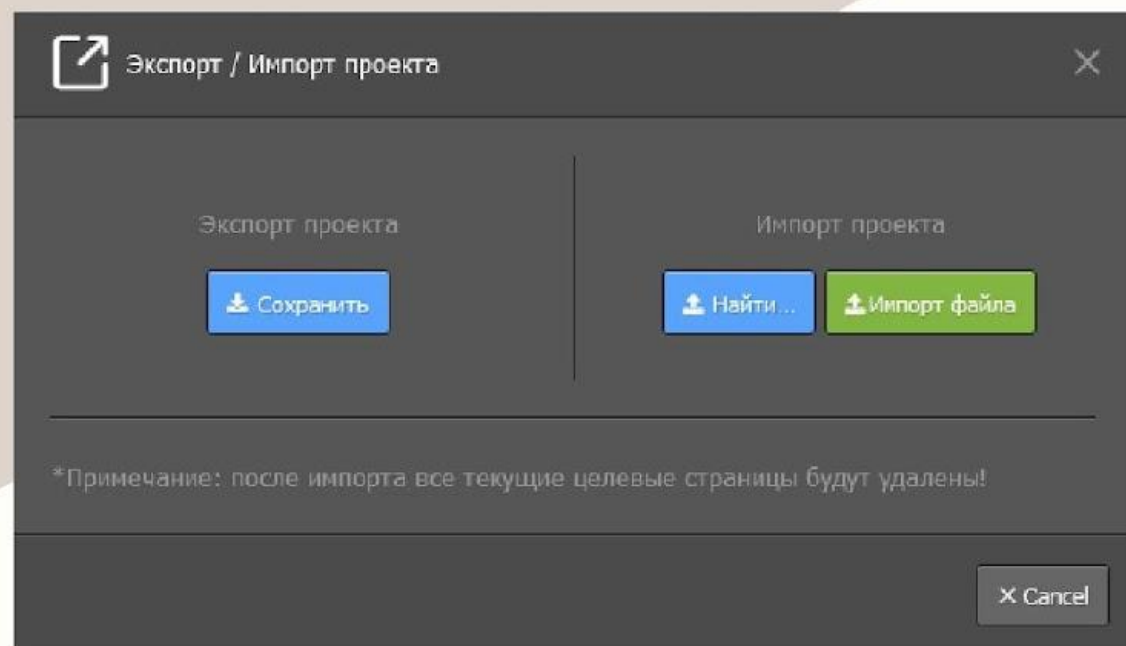 Экспорт / Импорт проекта
Экспорт проекта
Сохранить
Импорт проекта
Найти...
Импорт файла
*Примечание: после импорта все текущие целевые страницы будут удалены!
Cancel